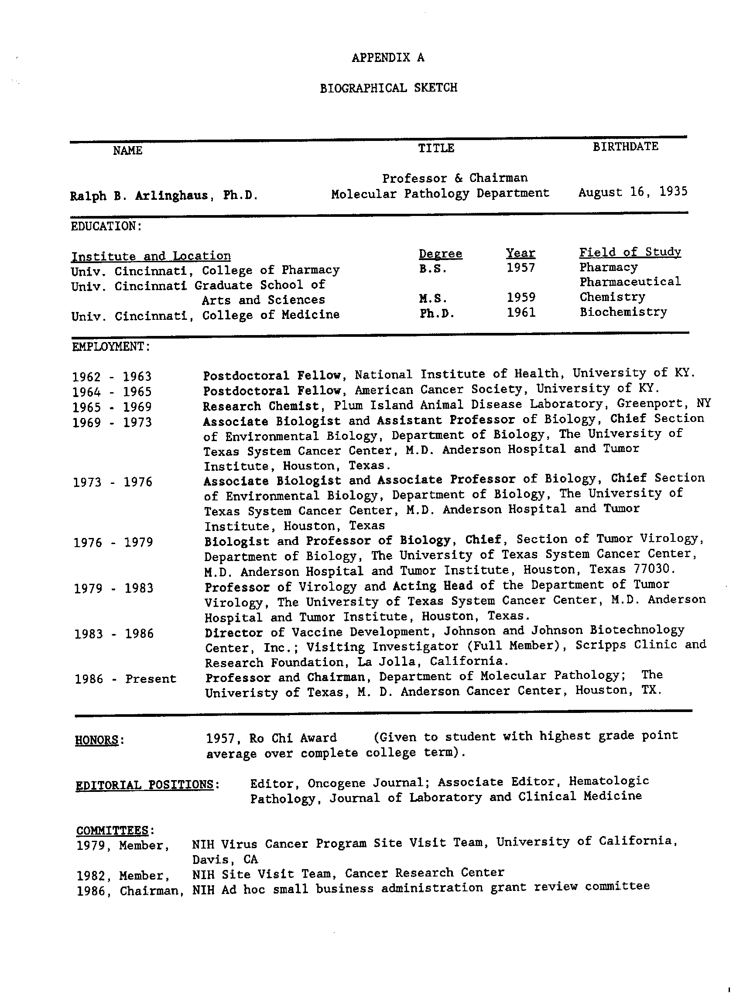 APPENDIX A
BIOGRAPHICAL SKETCH
NAME TITLE BIRTHDATE
Professor & Chairman
Ralph B. Arlinghaus, Ph.D. Molecular Pathology Department August 16, 1935
EDUCATION:
Institute and Location Degree Year Field of Study
Univ. Cincinnati, College of Pharmacy B.S. 1957 Pharmacy
Univ. Cincinnati Graduate School of Pharmaceutical
Arts and Sciences M.S. 1959 Chemistry
Univ. Cincinnati, College of Medicine Ph.D. 1961 Biochemistry
EMPLOYMENT:
1962 - 1963 Postdoctoral Fellow, National Institute of Health, University of KY.
1964 - 1965 Postdoctoral Fellow, American Cancer Society, University of KY.
1965 - 1969 Research Chemist, Plum Island Animal Disease Laboratory, Greenport, NY
1969 - 1973 Associate Biologist and Assistant Professor of Biology, Chief Section
of Environmental Biology, Department of Biology, The University of
Texas System Cancer Center, M.D. Anderson Hospital and Tumor
Institute, Houston, Texas.
1973 - 1976 Associate Biologist and Associate Professor of Biology, Chief Section
of Environmental Biology, Department of Biology, The University of
Texas System Cancer Center, M.D. Anderson Hospital and Tumor
Institute, Houston, Texas
1976 - 1979 Biologist and Professor of Biology, Chief, Section of Tumor Virology,
Department of Biology, The University of Texas System Cancer Center,
M.D. Anderson Hospital and Tumor Institute, Houston, Texas 77030.
1979 - 1983 Professor of Virology and Acting Head of the Department of Tumor
Virology, The University of Texas System Cancer Center, M.D. Anderson
Hospital and Tumor Institute, Houston, Texas.
1983 - 1986 Director of Vaccine Development, Johnson and Johnson Biotechnology
Center, Inc.; Visiting Investigator (Full Member), Scripps Clinic and
Research Foundation, La Jolla, California.
1986 - Present Professor and Chairman, Department of Molecular Pathology; The
Univeristy of Texas, M. D. Anderson Cancer Center, Houston, TX.
HONORS: 1957, Ro Chi Award (Given to student with highest grade point
average over complete college term).
EDITORIAL POSITIONS: Editor, Oncogene Journal; Associate Editor, Hematologic
Pathology, Journal of Laboratory and Clinical Medicine
COMMITTEES:
1979, Member, NIH Virus Cancer Program Site Visit Team, University of California,
Davis, CA
1982, Member, NIH Site Visit Team, Cancer Research Center
1986, Chairman, NIH Ad hoc small business administration grant review committee